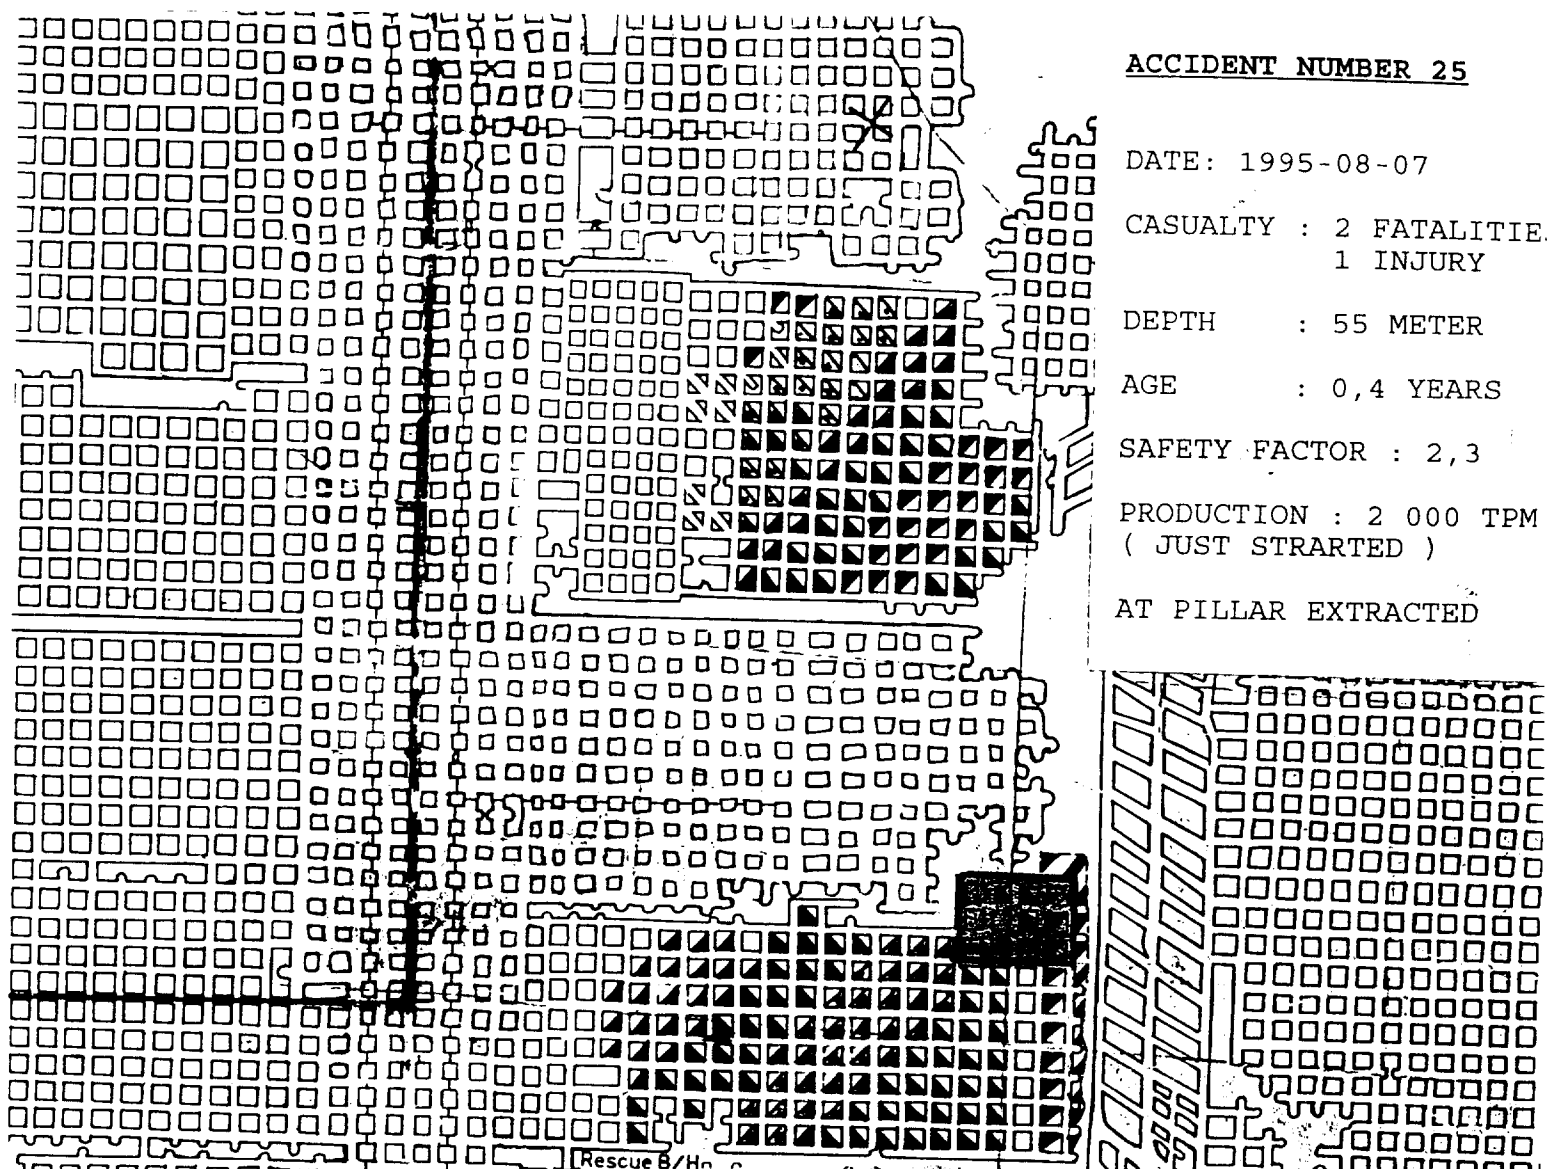 ACCIDENT NUMBER 25
DATE: 1995-08-07
CASUALTY : 2 FATALITIE
1 INJURY
DEPTH : 55 METER
AGE : 0,4 YEARS
SAFETY FACTOR : 2,3
PRODUCTION : 2 000 TPM
( JUST STRARTED )
AT PILLAR EXTRACTED
Rescue